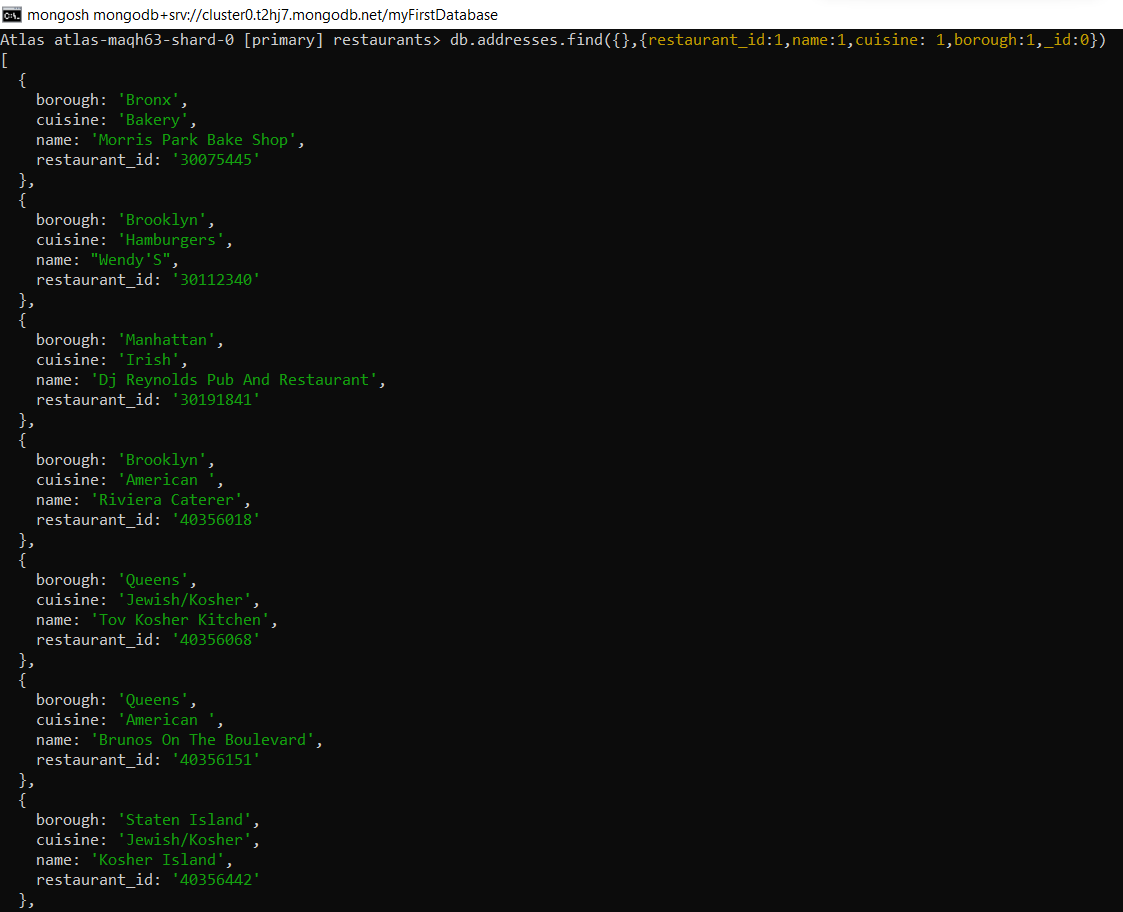 mongosh mongodb+srv://cluster0.t2hj7.mongodb.net/myFirstDatabase
Atlas atlas-maqh63-shard-0 [primary] restaurants> db.addresses.find({},{restaurant_id:1,name:1,cuisine: 1,borough:1,_id:0})
[
  {
    borough: 'Bronx',
    cuisine: 'Bakery',
    name: 'Morris Park Bake Shop',
    restaurant_id: '30075445'
  },
  {
    borough: 'Brooklyn',
    cuisine: 'Hamburgers',
    name: "Wendy'S",
    restaurant_id: '30112340'
  },
  {
    borough: 'Manhattan',
    cuisine: 'Irish',
    name: 'Dj Reynolds Pub And Restaurant',
    restaurant_id: '30191841'
  },
  {
    borough: 'Brooklyn',
    cuisine: 'American ',
    name: 'Riviera Caterer',
    restaurant_id: '40356018'
  },
  {
    borough: 'Queens',
    cuisine: 'Jewish/Kosher',
    name: 'Tov Kosher Kitchen',
    restaurant_id: '40356068'
  },
  {
    borough: 'Queens',
    cuisine: 'American ',
    name: 'Brunos On The Boulevard',
    restaurant_id: '40356151'
  },
  {
    borough: 'Staten Island',
    cuisine: 'Jewish/Kosher',
    name: 'Kosher Island',
    restaurant_id: '40356442'
  },